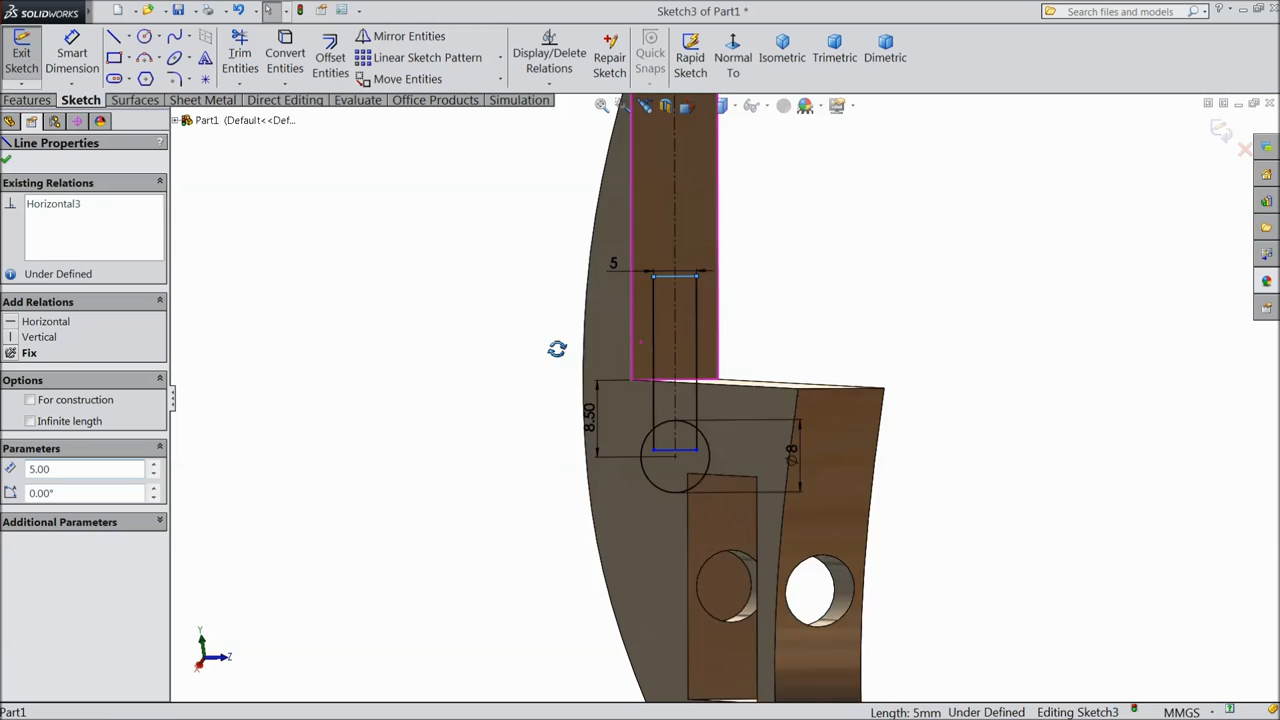 SOLIDWORKS
Sketch3 of Part1 *
Search files and models
Exit Sketch
Smart Dimension
Trim Entities
Convert Entities
Offset Entities
Mirror Entities
Linear Sketch Pattern
Move Entities
Display/Delete Relations
Repair Sketch
Quick Snaps
Rapid Sketch
Normal To
Isometric
Trimetric
Dimetric
Features
Sketch
Surfaces
Sheet Metal
Direct Editing
Evaluate
Office Products
Simulation
Part1 (Default<<Def...
Line Properties
?
Existing Relations
Horizontal3
Under Defined
Add Relations
Horizontal
Vertical
Fix
Options
For construction
Infinite length
Parameters
5.00
0.00°
Additional Parameters
5
8.50
⌀8
Y
Z
X
Part1
Length: 5mm
Under Defined
Editing Sketch3
MMGS
?